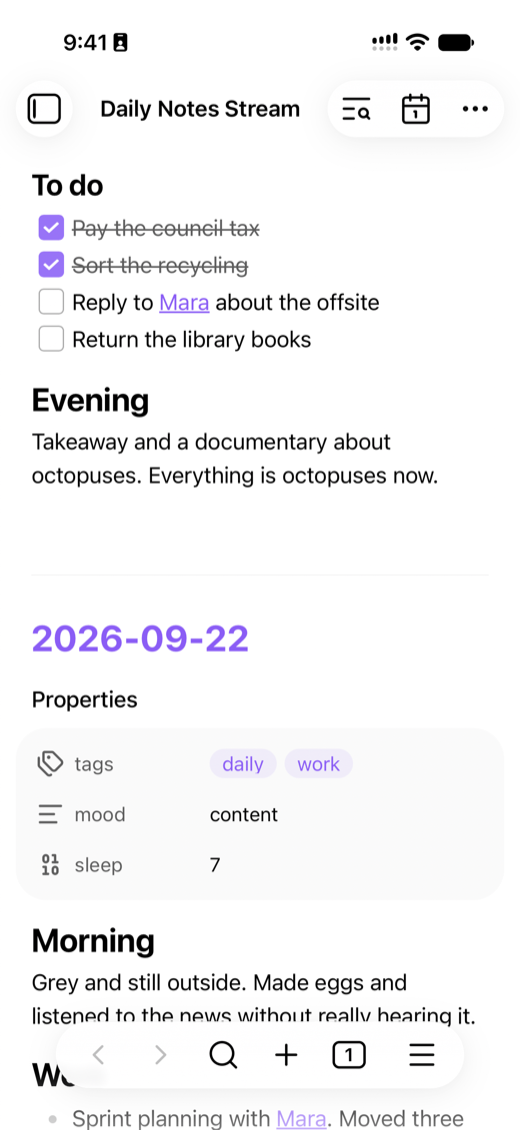 9:41
Daily Notes Stream
1
To do
Pay the council tax
Sort the recycling
Reply to Mara about the offsite
Return the library books
Evening
Takeaway and a documentary about
octopuses. Everything is octopuses now.
2026-09-22
Properties
tags daily work
mood content
01
10 sleep 7
Morning
Grey and still outside. Made eggs and
listened to the news without really hearing it.
1
Sprint planning with Mara. Moved three